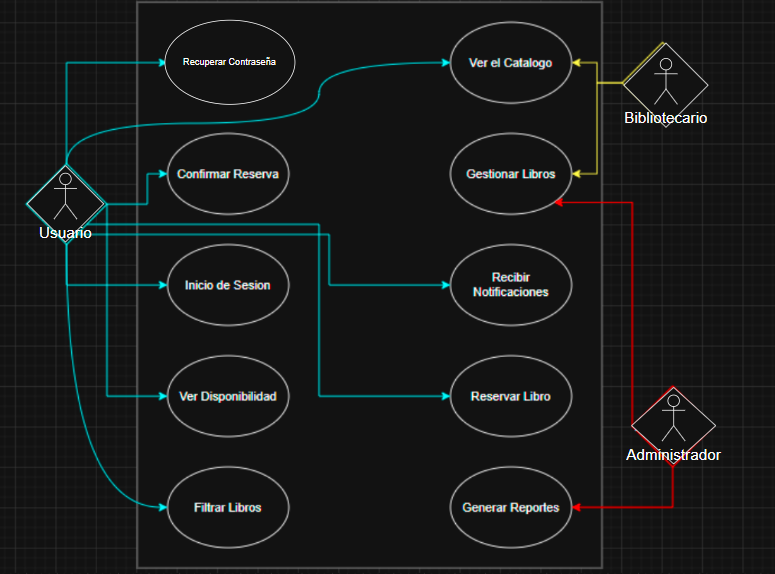 Recuperar Contraseña
Ver el Catalogo
Bibliotecario
Confirmar Reserva
Gestionar Libros
Usuario
Inicio de Sesion
Recibir
Notificaciones
Ver Disponibilidad
Reservar Libro
Administrador
Filtrar Libros
Generar Reportes